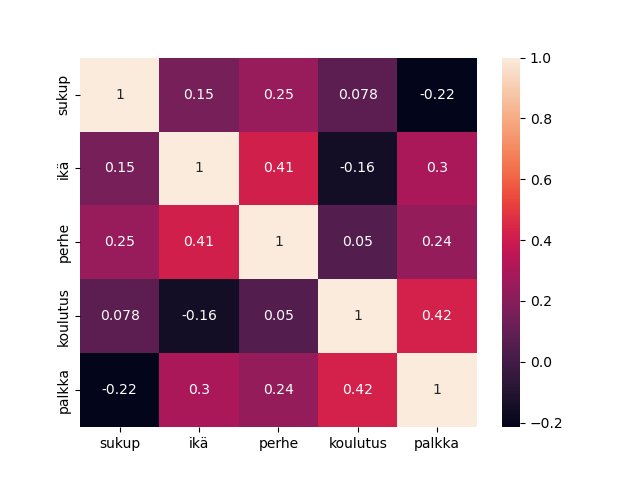 sukup 1 0.15 0.25 0.078 -0.22
ikä 0.15 1 0.41 -0.16 0.3
perhe 0.25 0.41 1 0.05 0.24
koulutus 0.078 -0.16 0.05 1 0.42
palkka -0.22 0.3 0.24 0.42 1
sukup ikä perhe koulutus palkka
1.0
0.8
0.6
0.4
0.2
0.0
−0.2